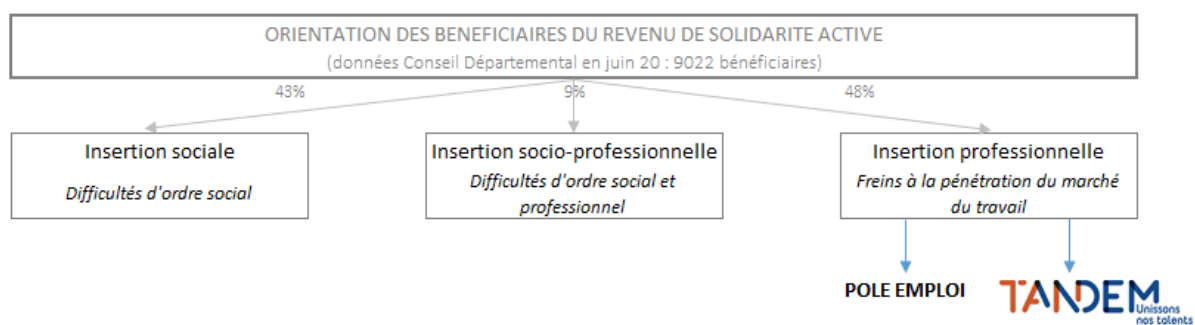 ORIENTATION DES BENEFICIAIRES DU REVENU DE SOLIDARITE ACTIVE
(données Conseil Départemental en juin 20 : 9022 bénéficiaires)
43%
9%
48%
Insertion sociale
Difficultés d'ordre social
Insertion socio-professionnelle
Difficultés d'ordre social et
professionnel
Insertion professionnelle
Freins à la pénétration du marché
du travail
POLE EMPLOI
TANDEM
Unissons
nos talents